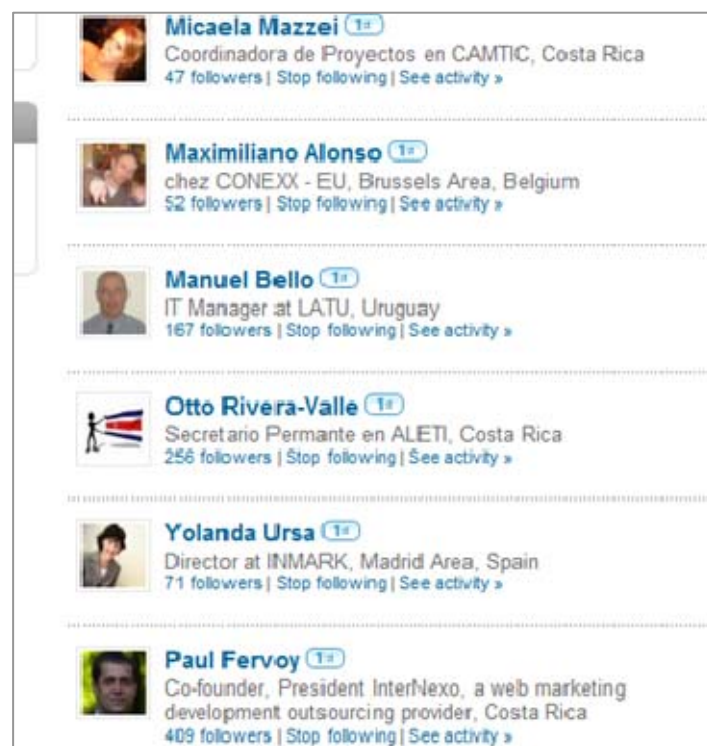 Micaela Mazzei 1st
Coordinadora de Proyectos en CAMTIC, Costa Rica
47 followers | Stop following | See activity »
Maximiliano Alonso 1st
chez CONEXX - EU, Brussels Area, Belgium
52 followers | Stop following | See activity »
Manuel Bello 1st
IT Manager at LATU, Uruguay
167 followers | Stop following | See activity »
Otto Rivera-Valle 1st
Secretario Permante en ALETI, Costa Rica
256 followers | Stop following | See activity »
Yolanda Ursa 1st
Director at INMARK, Madrid Area, Spain
71 followers | Stop following | See activity »
Paul Fervoy 1st
Co-founder, President InterNexo, a web marketing
development outsourcing provider, Costa Rica
409 followers | Stop following | See activity »